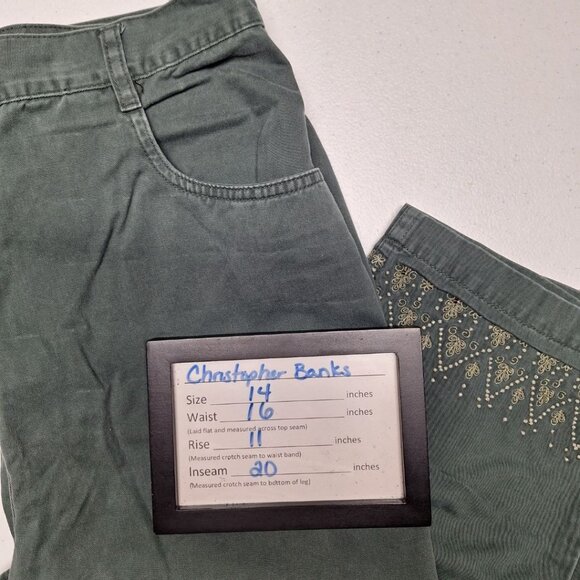 Christopher Banks
Size 14 inches
Waist 16 inches
(Laid flat and measured across top seam)
Rise 11 inches
(Measured crotch seam to waist band)
Inseam 20 inches
(Measured crotch seam to bottom of leg)